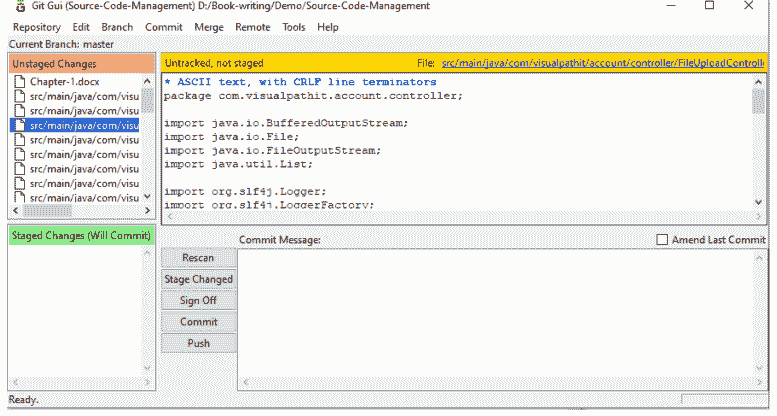 Git Gui (Source-Code-Management) D:/Book-writing/Demo/Source-Code-Management
Repository Edit Branch Commit Merge Remote Tools Help
Current Branch: master
Unstaged Changes
Chapter-1.docx
src/main/java/com/visu
src/main/java/com/visu
src/main/java/com/visu
src/main/java/com/visu
src/main/java/com/visu
src/main/java/com/visu
src/main/java/com/visu
src/main/java/com/visu
Untracked, not staged File: src/main/java/com/visualpathit/account/controller/FileUploadControll
* ASCII text, with CRLF line terminators
package com.visualpathit.account.controller;
import java.io.BufferedOutputStream;
import java.io.File;
import java.io.FileOutputStream;
import java.util.List;
import org.slf4j.Logger;
import org.slf4j.LoggerFactory;
Staged Changes (Will Commit)
Commit Message: Amend Last Commit
Rescan
Stage Changed
Sign Off
Commit
Push
Ready.